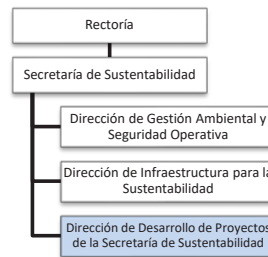 Rectoría
Secretaría de Sustentabilidad
Dirección de Gestión Ambiental y
Seguridad Operativa
Dirección de Infraestructura para la
Sustentabilidad
Dirección de Desarrollo de Proyectos
de la Secretaría de Sustentabilidad